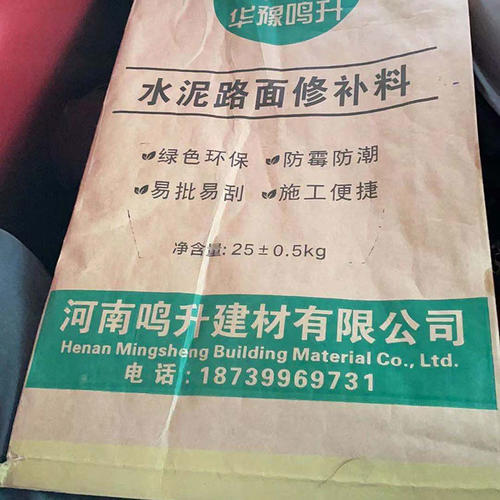 华豫鸣升
水泥路面修补料
绿色环保 防霉防潮
易批易刮 施工便捷
净含量: 25±0.5kg
河南鸣升建材有限公司
Henan Mingsheng Building Material Co., Ltd.
电话: 18739969731